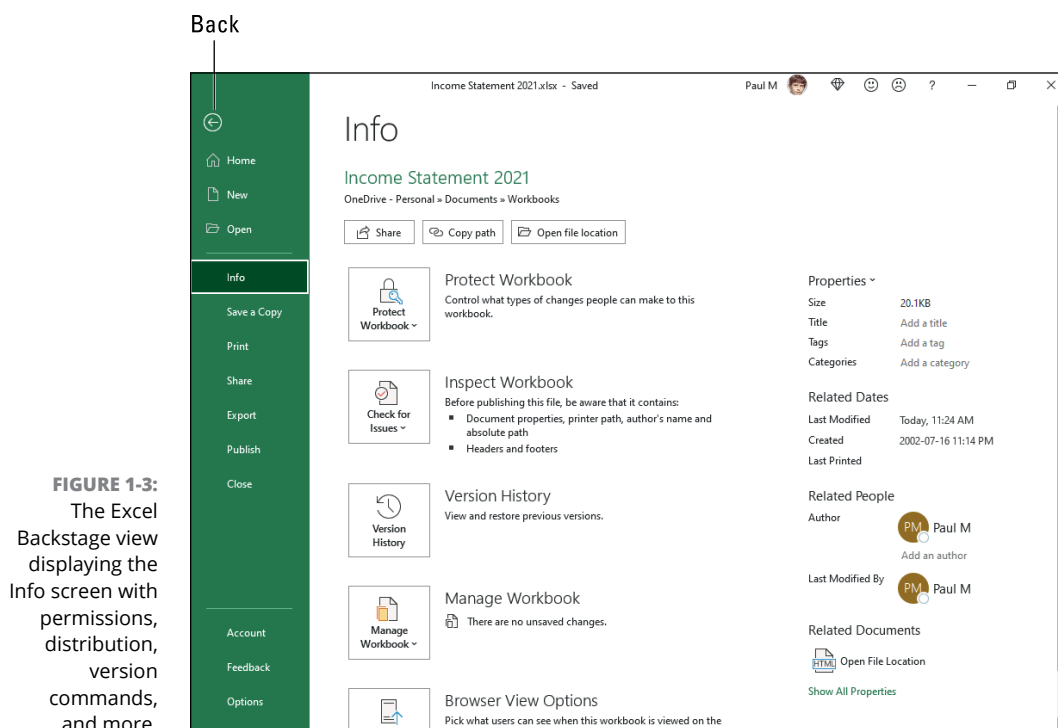 Back
Income Statement 2021.xlsx - Saved
Paul M
?
Info
Home
New
Open
Info
Save a Copy
Print
Share
Export
Publish
Close
Account
Feedback
Options
Income Statement 2021
OneDrive - Personal » Documents » Workbooks
Share
Copy path
Open file location
Protect
Workbook
Protect Workbook
Control what types of changes people can make to this
workbook.
Check for
Issues
Inspect Workbook
Before publishing this file, be aware that it contains:
■ Document properties, printer path, author's name and
absolute path
■ Headers and footers
Version
History
Version History
View and restore previous versions.
Manage
Workbook
Manage Workbook
There are no unsaved changes.
Browser View Options
Pick what users can see when this workbook is viewed on the
Properties
Size 20.1KB
Title Add a title
Tags Add a tag
Categories Add a category
Related Dates
Last Modified Today, 11:24 AM
Created 2002-07-16 11:14 PM
Last Printed
Related People
Author PM Paul M
Add an author
Last Modified By PM Paul M
Related Documents
HTML Open File Location
Show All Properties
FIGURE 1-3:
The Excel
Backstage view
displaying the
Info screen with
permissions,
distribution,
version
commands,
and more.